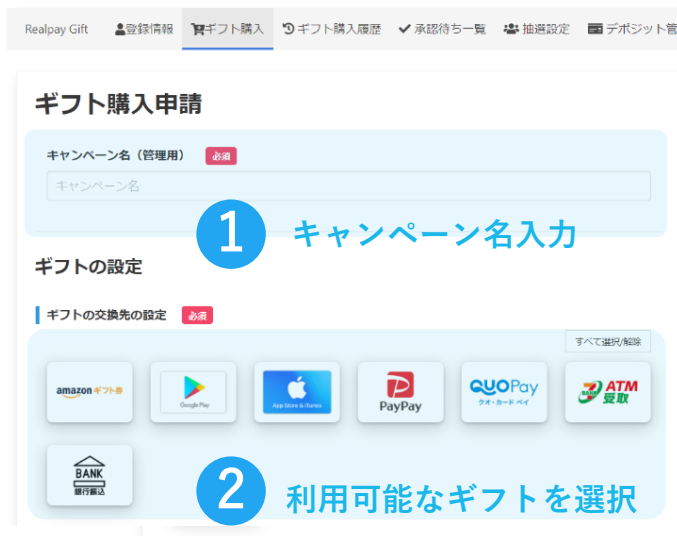 Realpay Gift 登録情報 ギフト購入 ギフト購入履歴 承認待ち一覧 抽選設定 デポジット管
ギフト購入申請
キャンペーン名（管理用） 必須
キャンペーン名
1 キャンペーン名入力
ギフトの設定
ギフトの交換先の設定 必須
すべて選択/解除
amazon ギフト券
Google Play
App Store & iTunes
PayPay
QUOPay
クオ・カード ペイ
BANK ATM
受取
BANK
銀行振込
2 利用可能なギフトを選択